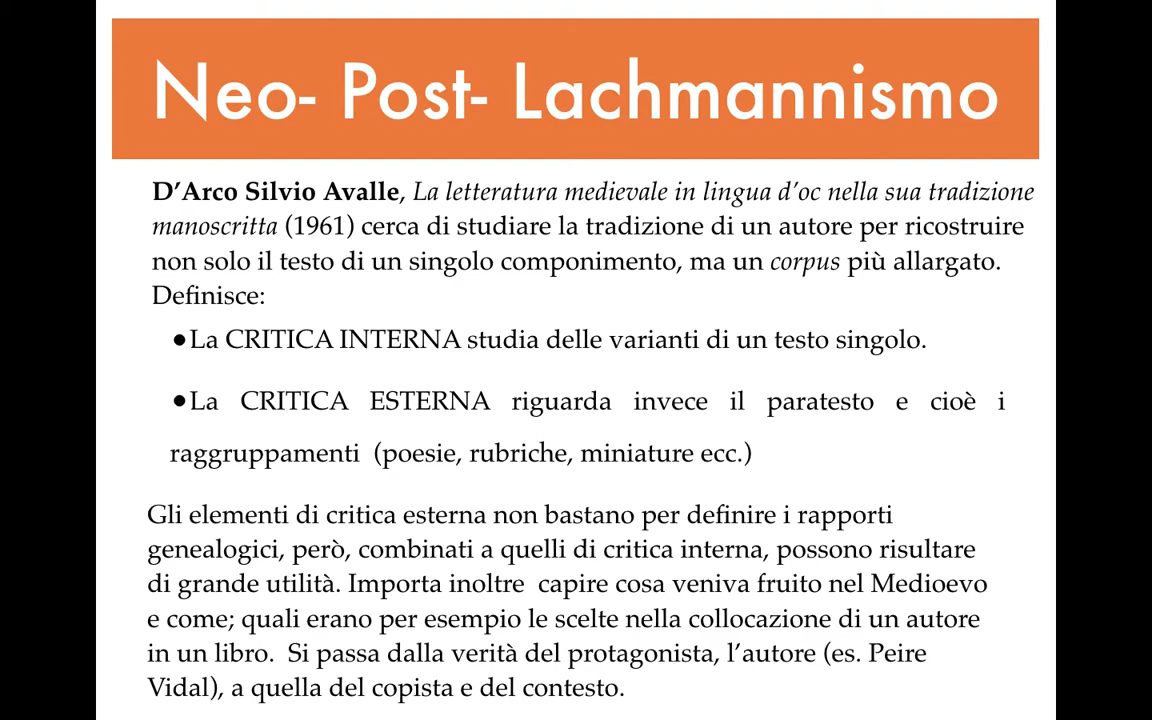 Neo- Post- Lachmannismo
D’Arco Silvio Avalle, La letteratura medievale in lingua d’oc nella sua tradizione
manoscritta (1961) cerca di studiare la tradizione di un autore per ricostruire
non solo il testo di un singolo componimento, ma un corpus più allargato.
Definisce:
●La CRITICA INTERNA studia delle varianti di un testo singolo.
●La CRITICA ESTERNA riguarda invece il paratesto e cioè i
raggruppamenti (poesie, rubriche, miniature ecc.)
Gli elementi di critica esterna non bastano per definire i rapporti
genealogici, però, combinati a quelli di critica interna, possono risultare
di grande utilità. Importa inoltre capire cosa veniva fruito nel Medioevo
e come; quali erano per esempio le scelte nella collocazione di un autore
in un libro. Si passa dalla verità del protagonista, l’autore (es. Peire
Vidal), a quella del copista e del contesto.